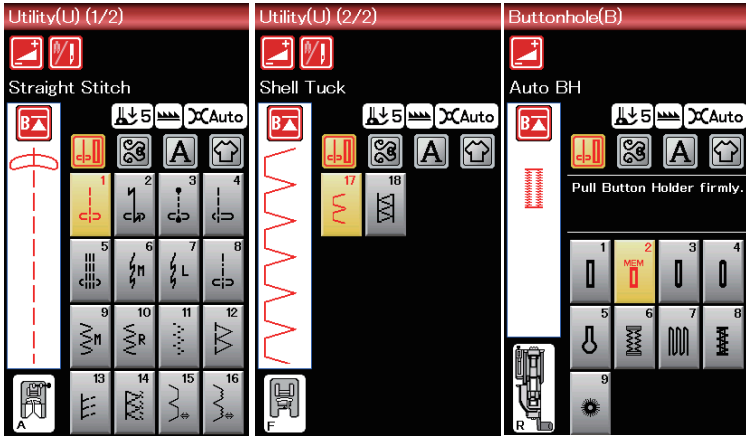 Utility(U) (1/2)
Straight Stitch
B
5
Auto
A
1
2
3
4
5
6
M
7
L
8
9
M
10
R
11
12
13
14
15
16
A
Utility(U) (2/2)
Shell Tuck
B
5
Auto
A
17
18
F
Buttonhole(B)
Auto BH
B
5
Auto
A
Pull Button Holder firmly.
1
2
MEM
3
4
5
6
7
8
9
R